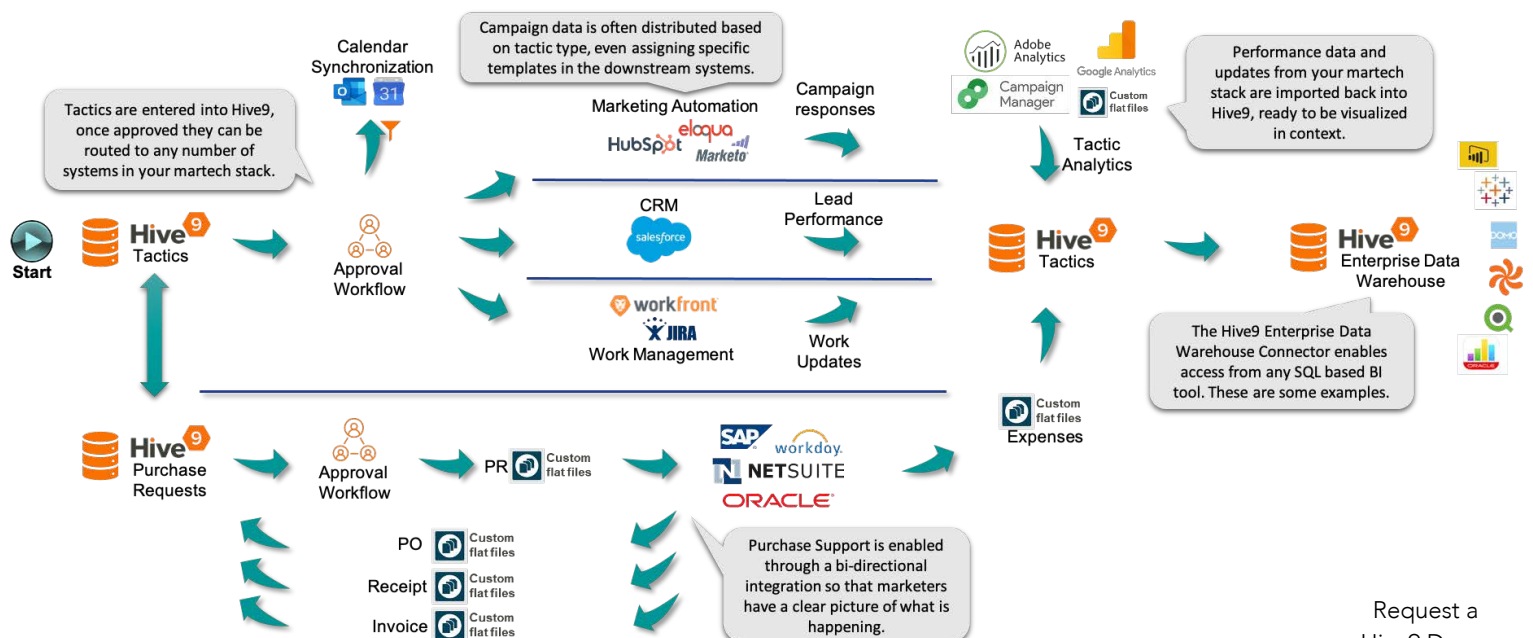 Calendar
Synchronization
31
Tactics are entered into Hive9,
once approved they can be
routed to any number of
systems in your martech stack.
Campaign data is often distributed based
on tactic type, even assigning specific
templates in the downstream systems.
Marketing Automation
HubSpot
eloqua
Marketo
Campaign
responses
Adobe
Analytics
Google Analytics
Campaign
Manager
Custom
flat files
Performance data and
updates from your martech
stack are imported back into
Hive9, ready to be visualized
in context.
Tactic
Analytics
Start
Hive9
Tactics
Approval
Workflow
CRM
salesforce
Lead
Performance
Hive9
Tactics
Hive9
Enterprise Data
Warehouse
DOMO
ORACLE
workfront
JIRA
Work Management
Work
Updates
The Hive9 Enterprise Data
Warehouse Connector enables
access from any SQL based BI
tool. These are some examples.
Custom
flat files
Expenses
Hive9
Purchase
Requests
Approval
Workflow
PR
Custom
flat files
SAP
workday.
NETSUITE
ORACLE
PO
Custom
flat files
Receipt
Custom
flat files
Invoice
Custom
flat files
Purchase Support is enabled
through a bi-directional
integration so that marketers
have a clear picture of what is
happening.
Request a